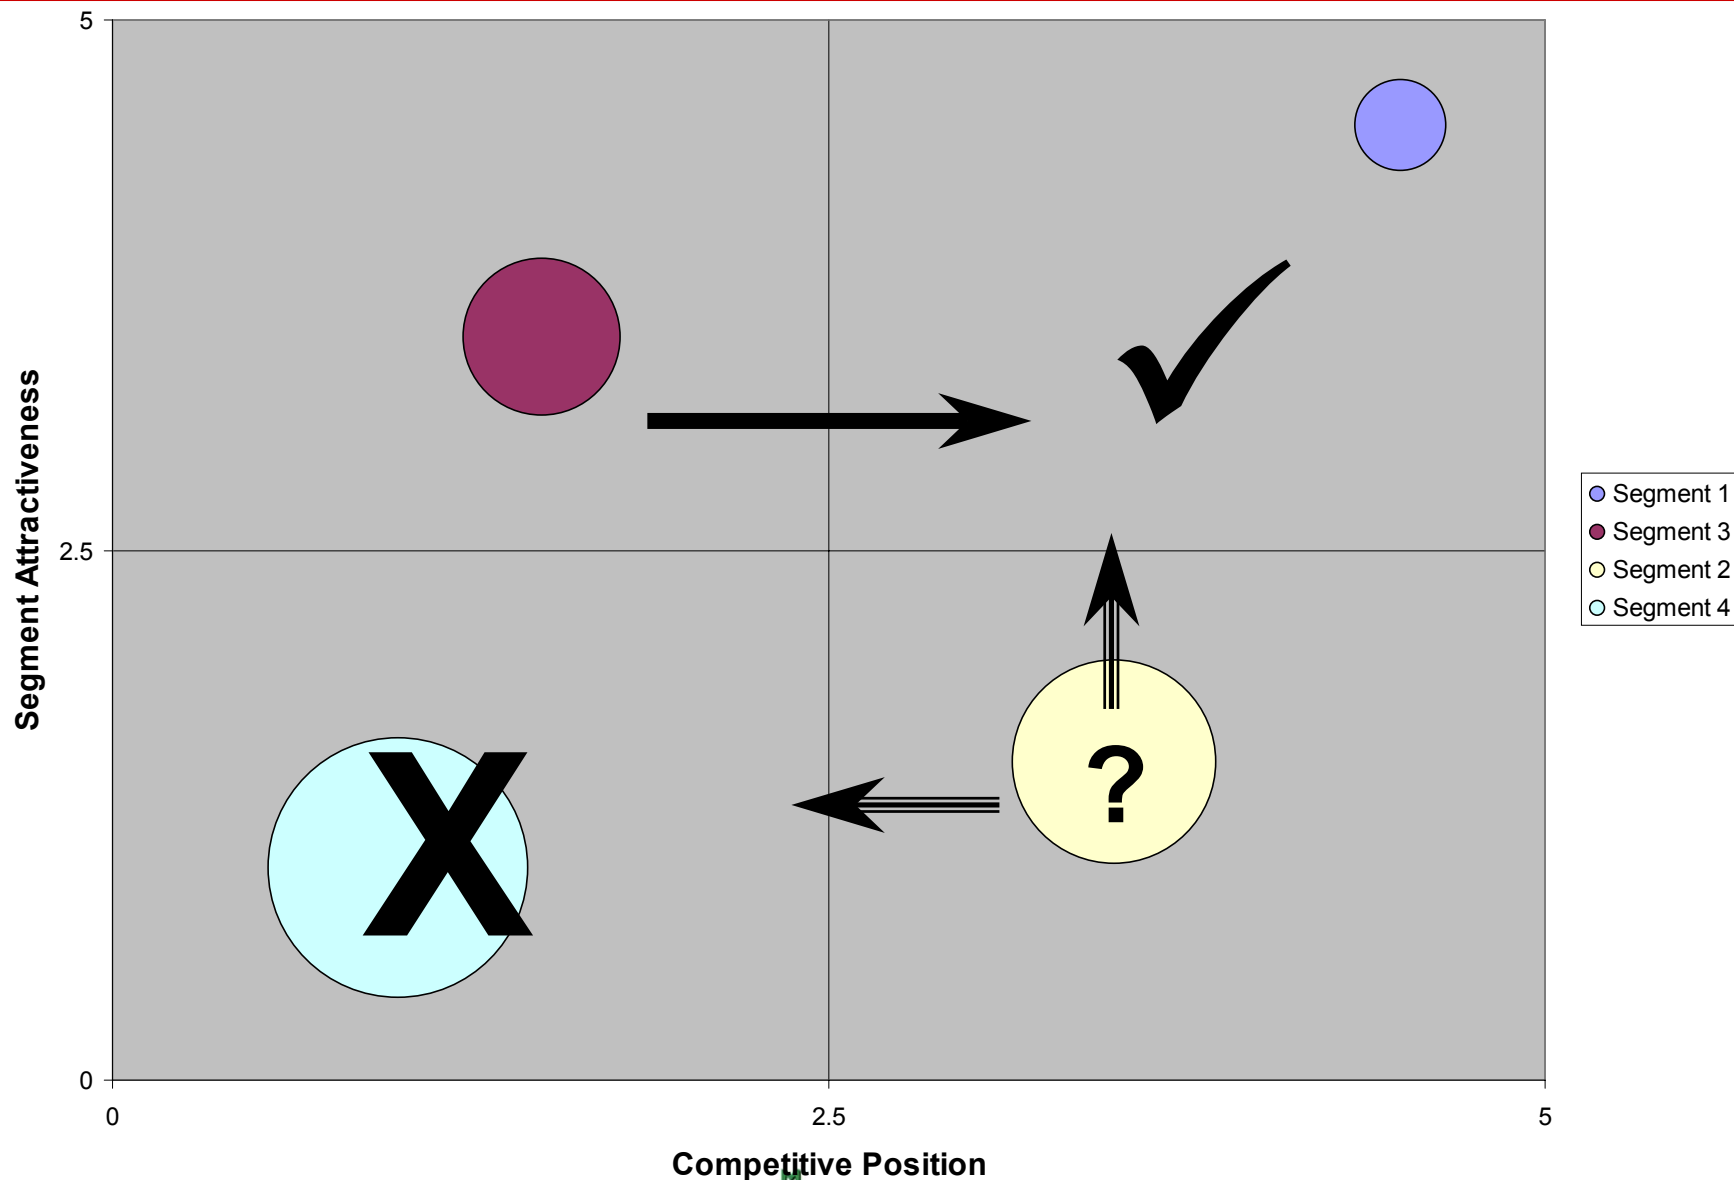 5
2.5
0
0
2.5
5
Segment Attractiveness
Competitive Position
X
?
Segment 1
Segment 3
Segment 2
Segment 4